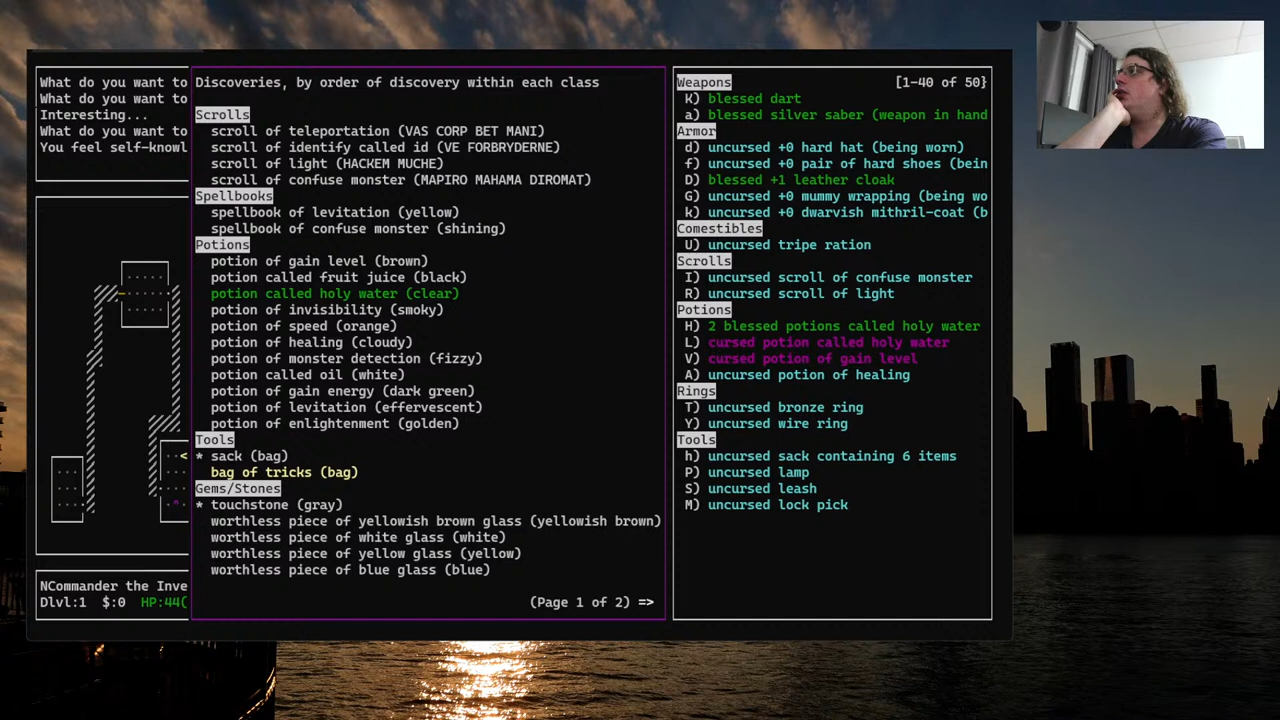 What do you want to
What do you want to
Interesting...
What do you want to
You feel self-knowl
NCommander the Inve
Dlvl:1 $:0 HP:44(
Discoveries, by order of discovery within each class
Scrolls
scroll of teleportation (VAS CORP BET MANI)
scroll of identify called id (VE FORBRYDERNE)
scroll of light (HACKEM MUCHE)
scroll of confuse monster (MAPIRO MAHAMA DIROMAT)
Spellbooks
spellbook of levitation (yellow)
spellbook of confuse monster (shining)
Potions
potion of gain level (brown)
potion called fruit juice (black)
potion called holy water (clear)
potion of invisibility (smoky)
potion of speed (orange)
potion of healing (cloudy)
potion of monster detection (fizzy)
potion called oil (white)
potion of gain energy (dark green)
potion of levitation (effervescent)
potion of enlightenment (golden)
Tools
* sack (bag)
bag of tricks (bag)
Gems/Stones
* touchstone (gray)
worthless piece of yellowish brown glass (yellowish brown)
worthless piece of white glass (white)
worthless piece of yellow glass (yellow)
worthless piece of blue glass (blue)
(Page 1 of 2) =>
Weapons [1-40 of 50}
K) blessed dart
a) blessed silver saber (weapon in hand
Armor
d) uncursed +0 hard hat (being worn)
f) uncursed +0 pair of hard shoes (bein
D) blessed +1 leather cloak
G) uncursed +0 mummy wrapping (being wo
k) uncursed +0 dwarvish mithril-coat (b
Comestibles
U) uncursed tripe ration
Scrolls
I) uncursed scroll of confuse monster
R) uncursed scroll of light
Potions
H) 2 blessed potions called holy water
L) cursed potion called holy water
V) cursed potion of gain level
A) uncursed potion of healing
Rings
T) uncursed bronze ring
Y) uncursed wire ring
Tools
h) uncursed sack containing 6 items
P) uncursed lamp
S) uncursed leash
M) uncursed lock pick